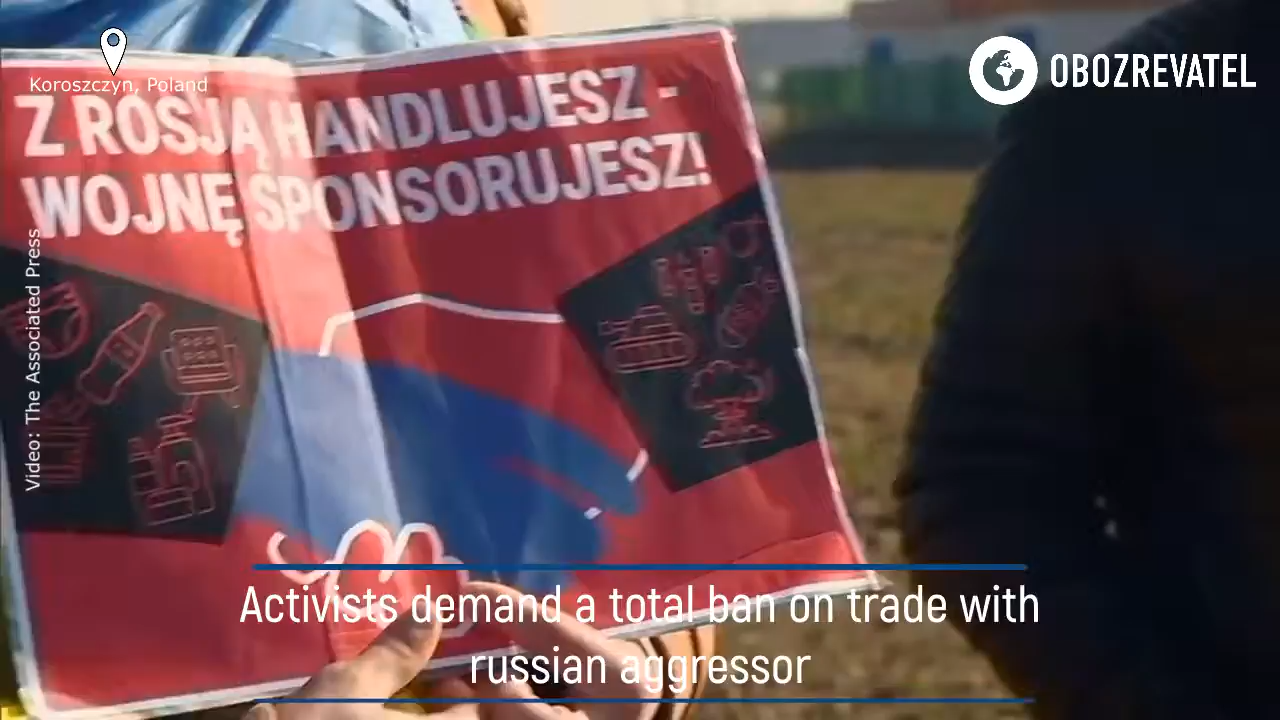 Koroszczyn, Poland
OBOZREVATEL
Z ROSJĄ HANDLUJESZ -
WOJNĘ SPONSORUJESZ!
Video: The Associated Press
Activists demand a total ban on trade with
russian aggressor